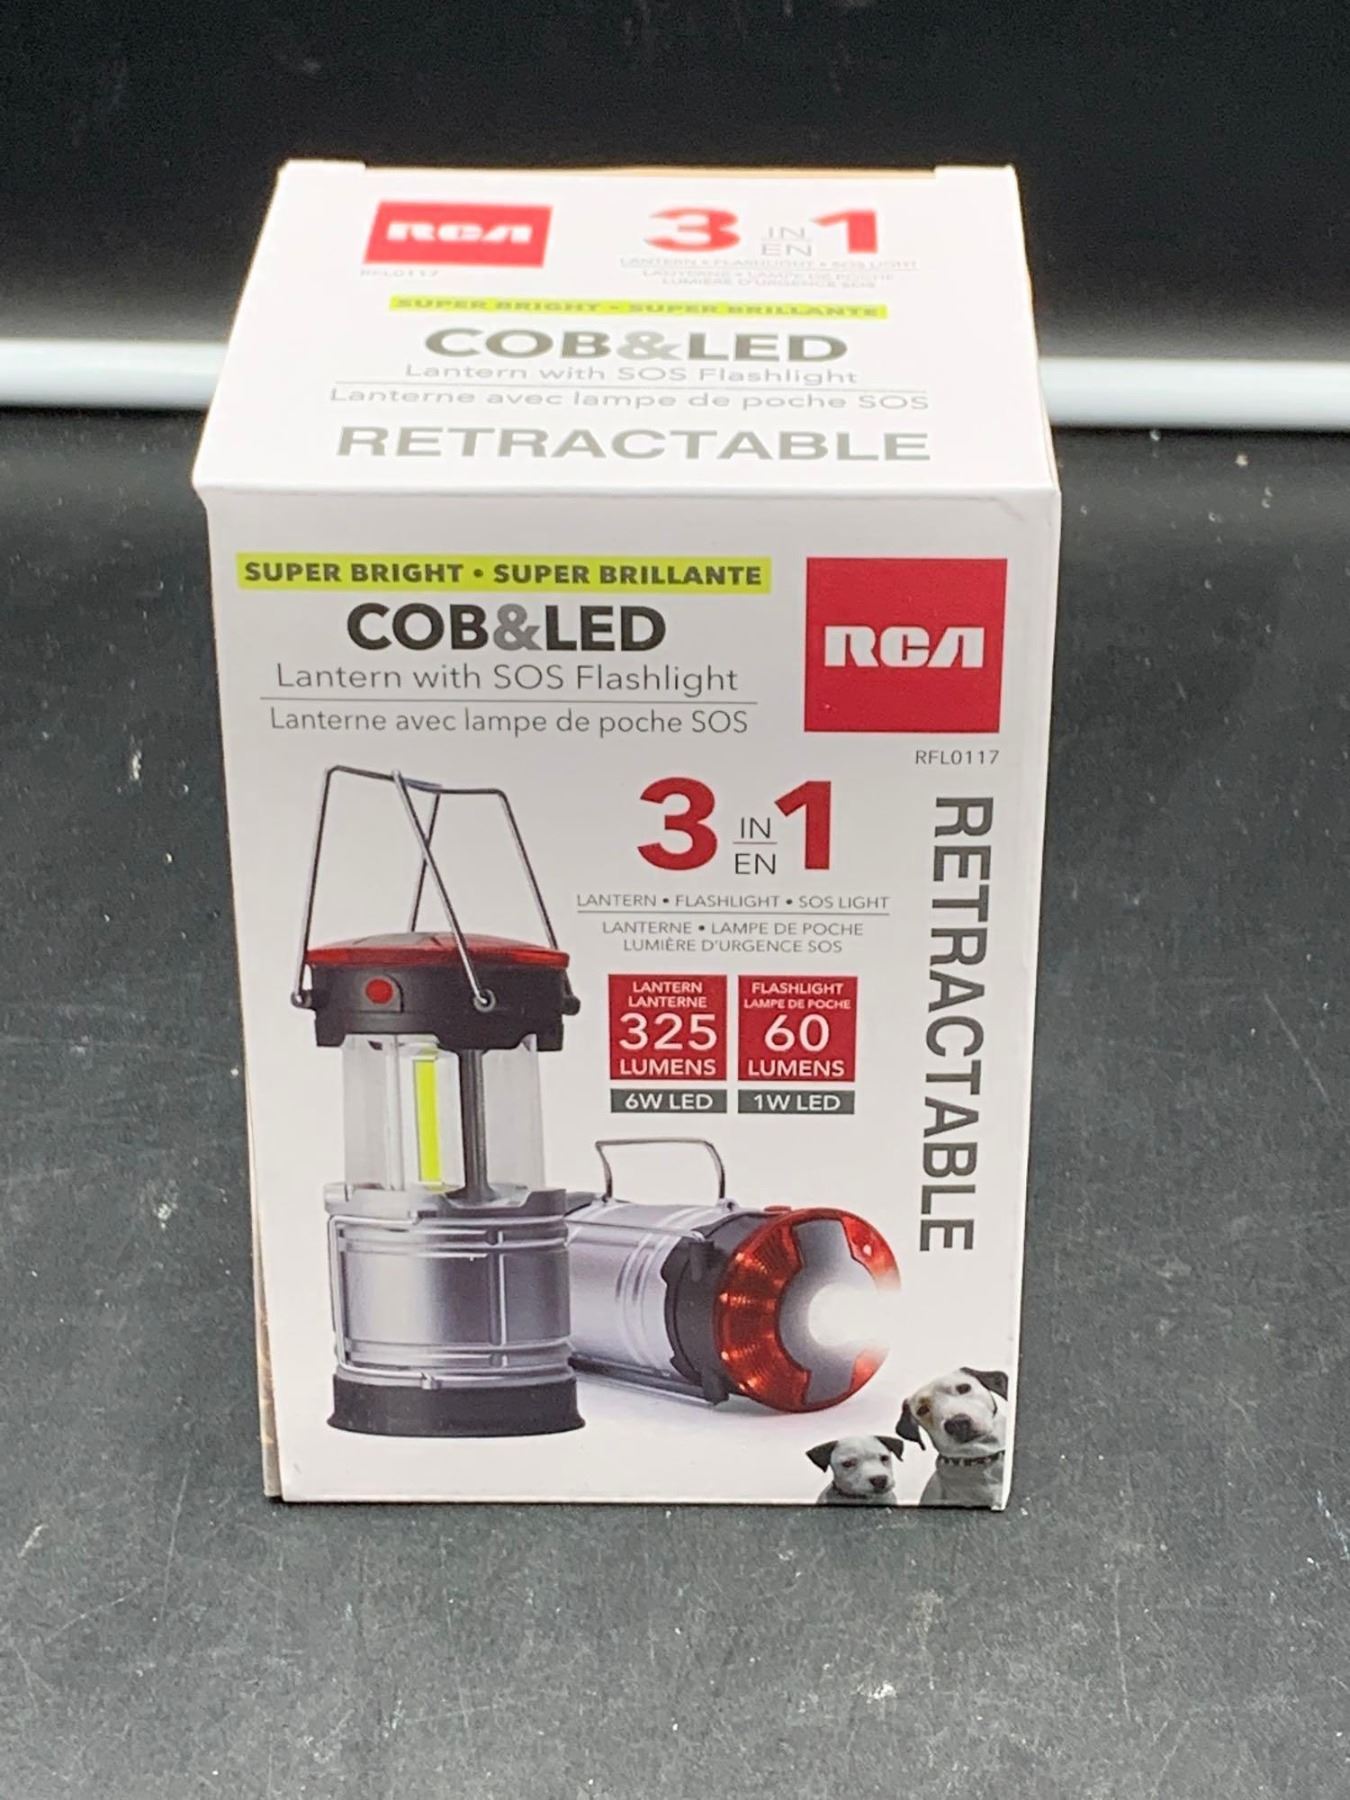 RCA
3 IN EN 1
RFL0117
LANTERN • FLASHLIGHT • SOS LIGHT
LANTERNE • LAMPE DE POCHE
LUMIÈRE D'URGENCE SOS
SUPER BRIGHT • SUPER BRILLANTE
COB&LED
Lantern with SOS Flashlight
Lanterne avec lampe de poche SOS
RETRACTABLE
SUPER BRIGHT • SUPER BRILLANTE
COB&LED
Lantern with SOS Flashlight
Lanterne avec lampe de poche SOS
RCA
RFL0117
3 IN EN 1
LANTERN • FLASHLIGHT • SOS LIGHT
LANTERNE • LAMPE DE POCHE
LUMIÈRE D'URGENCE SOS
LANTERN
LANTERNE
325
LUMENS
6W LED
FLASHLIGHT
LAMPE DE POCHE
60
LUMENS
1W LED
RETRACTABLE